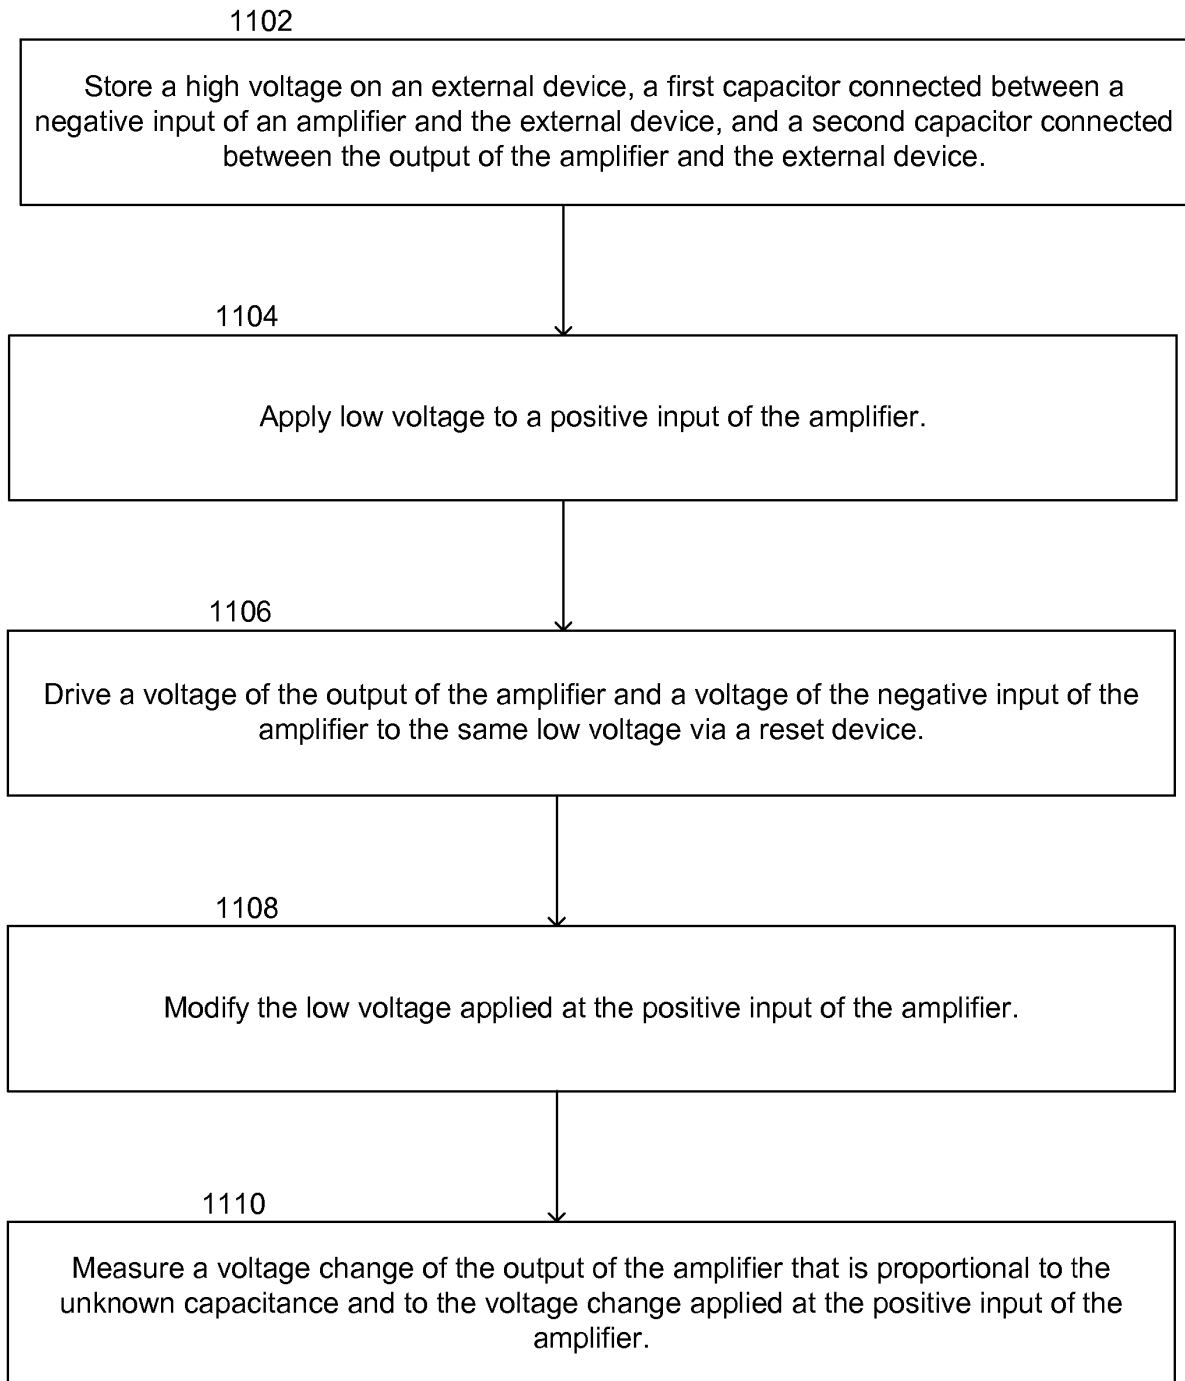 1102
Store a high voltage on an external device, a first capacitor connected between a
negative input of an amplifier and the external device, and a second capacitor connected
between the output of the amplifier and the external device.
1104
Apply low voltage to a positive input of the amplifier.
1106
Drive a voltage of the output of the amplifier and a voltage of the negative input of the
amplifier to the same low voltage via a reset device.
1108
Modify the low voltage applied at the positive input of the amplifier.
1110
Measure a voltage change of the output of the amplifier that is proportional to the
unknown capacitance and to the voltage change applied at the positive input of the
amplifier.